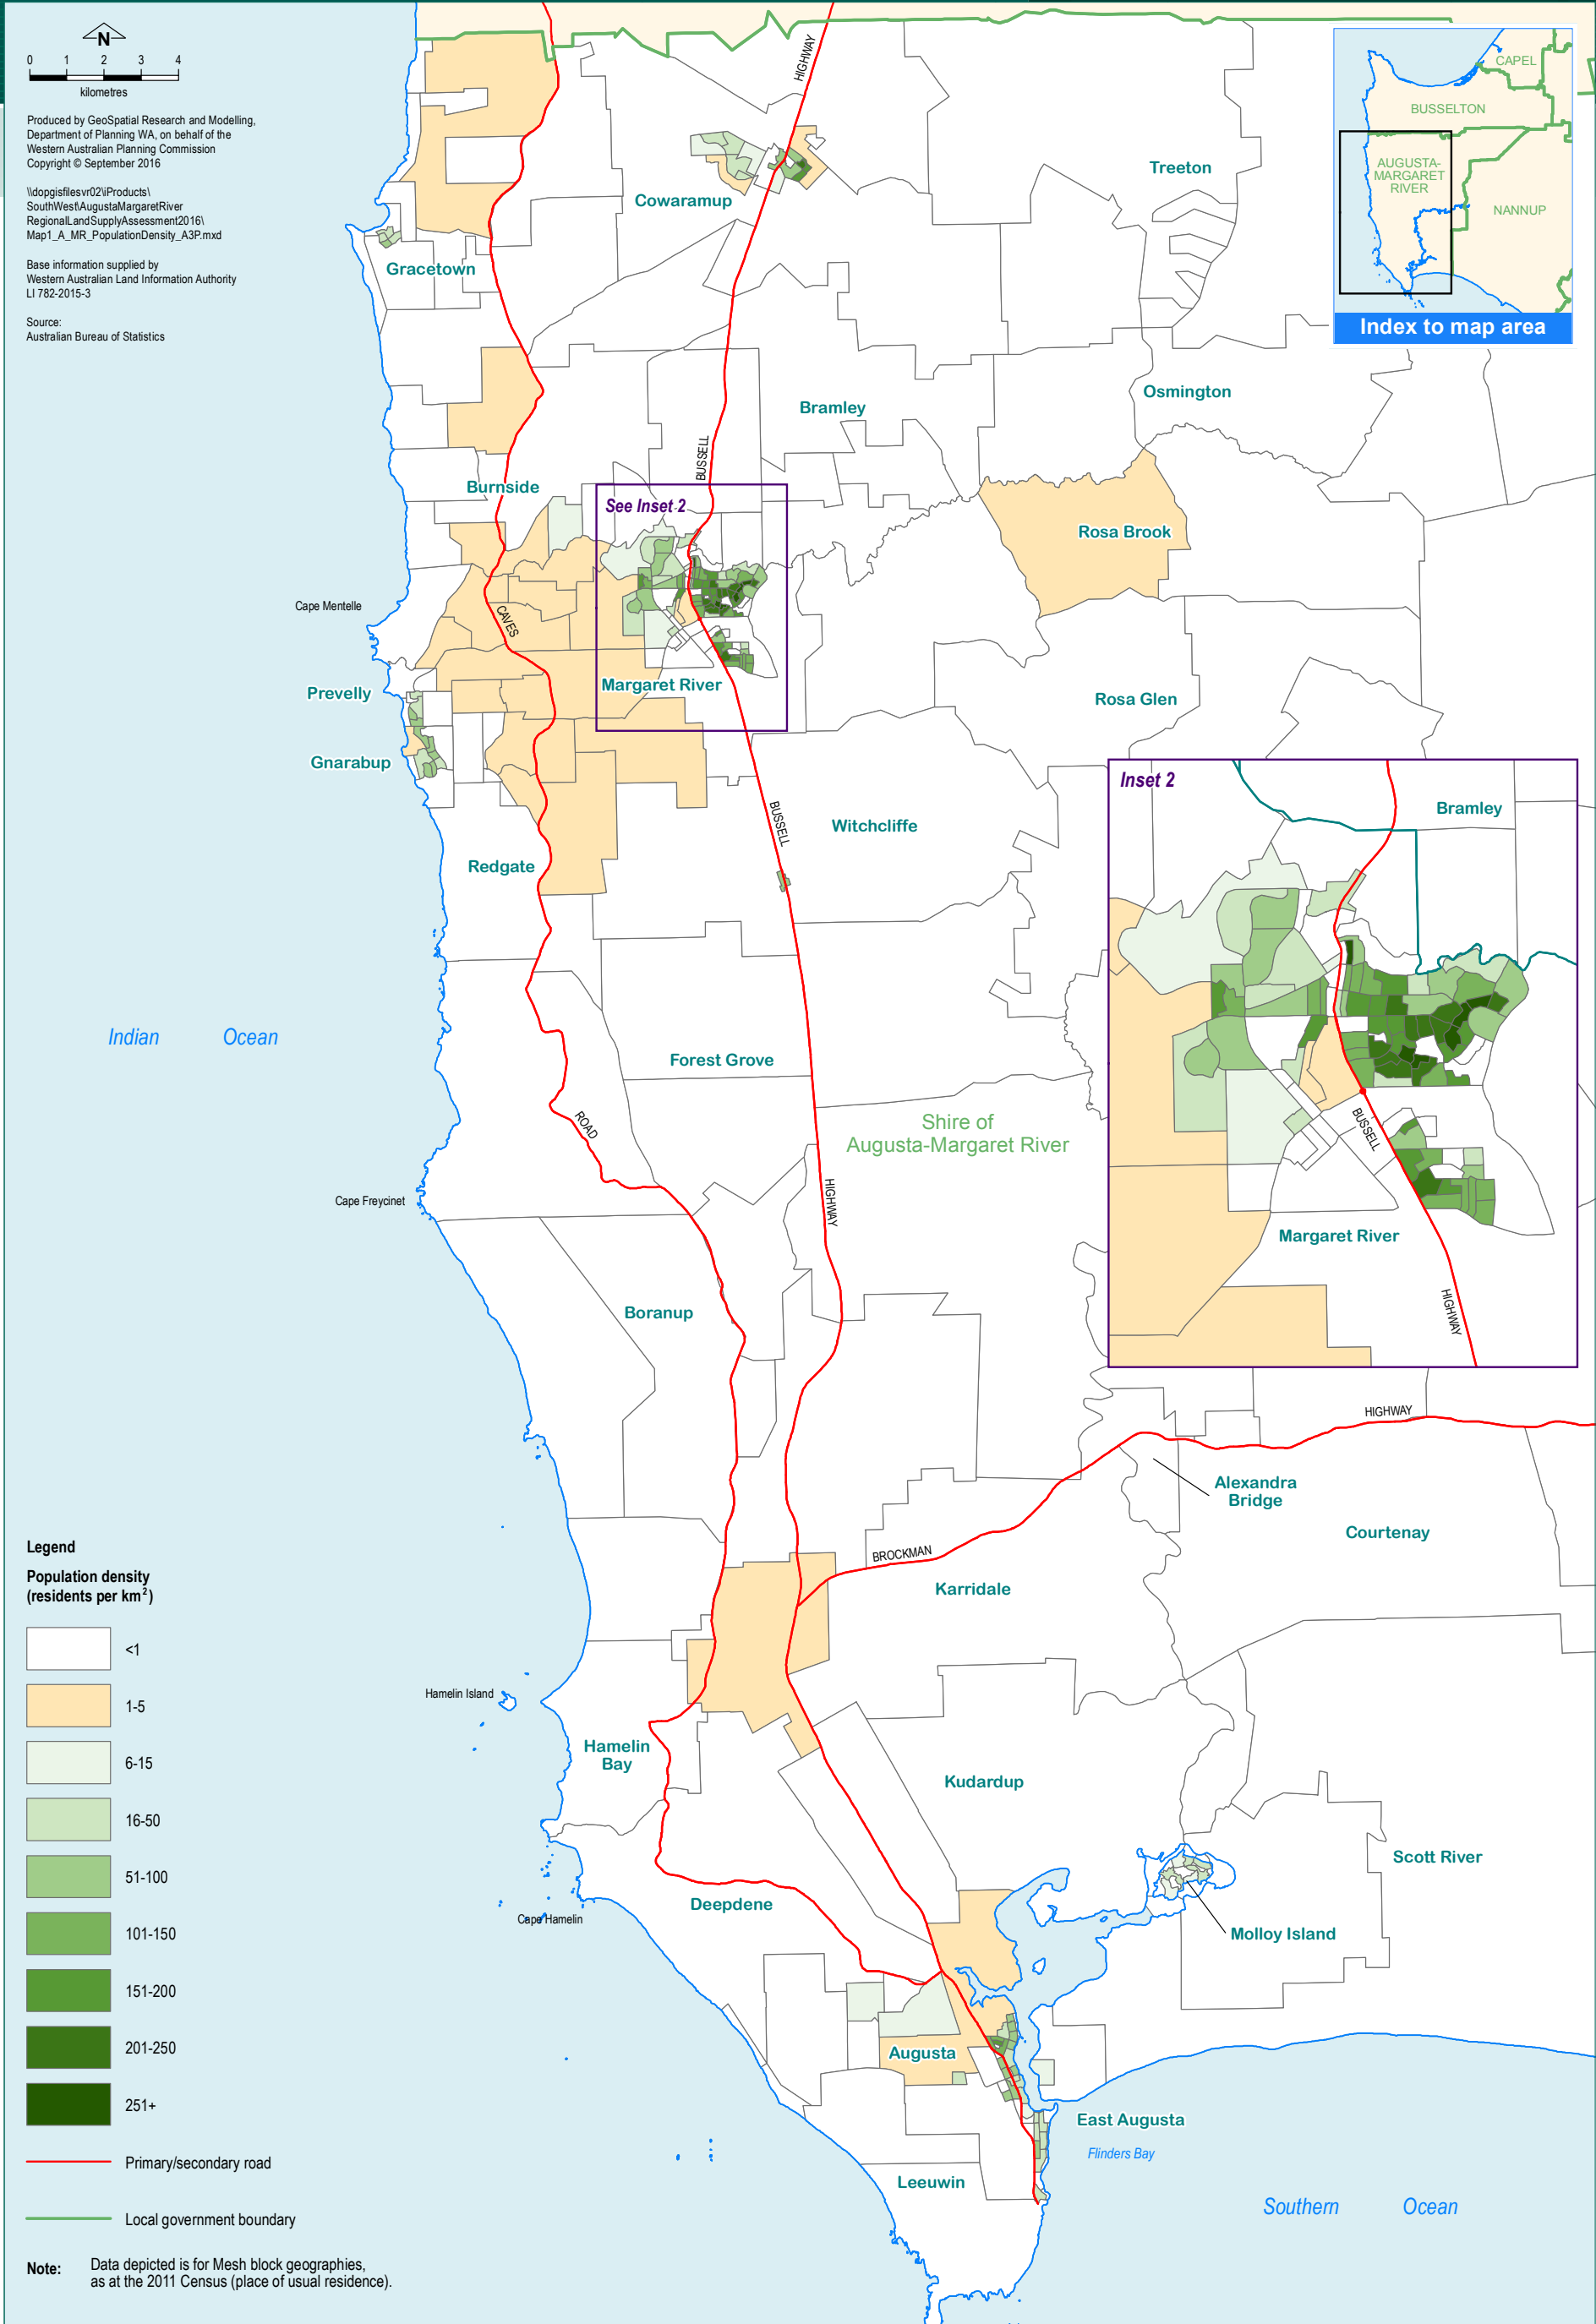 N
0 1 2 3 4
kilometres
Produced by GeoSpatial Research and Modelling,
Department of Planning WA, on behalf of the
Western Australian Planning Commission
Copyright © September 2016
\\dopgisfilesvr02\iProducts\
SouthWest\AugustaMargaretRiver
RegionalLandSupplyAssessment2016\
Map1_A_MR_PopulationDensity_A3P.mxd
Base information supplied by
Western Australian Land Information Authority
LI 782-2015-3
Source:
Australian Bureau of Statistics
HIGHWAY
CAPEL
BUSSELTON
AUGUSTA-
MARGARET
RIVER
NANNUP
Index to map area
Treeton
Cowaramup
Gracetown
Osmington
Bramley
BUSSELL
Burnside
See Inset 2
Rosa Brook
Cape Mentelle
CAVES
Margaret River
Prevelly
Rosa Glen
Gnarabup
BUSSELL
Witchcliffe
Redgate
Inset 2
Bramley
BUSSELL
Margaret River
HIGHWAY
Indian Ocean
Forest Grove
ROAD
Shire of
Augusta-Margaret River
Cape Freycinet
HIGHWAY
Boranup
HIGHWAY
Alexandra
Bridge
Courtenay
BROCKMAN
Karridale
Hamelin Island
Hamelin
Bay
Kudardup
Scott River
Deepdene
Cape Hamelin
Molloy Island
Augusta
East Augusta
Flinders Bay
Leeuwin
Southern Ocean
Legend
Population density
(residents per km²)
<1
1-5
6-15
16-50
51-100
101-150
151-200
201-250
251+
Primary/secondary road
Local government boundary
Note: Data depicted is for Mesh block geographies,
as at the 2011 Census (place of usual residence).